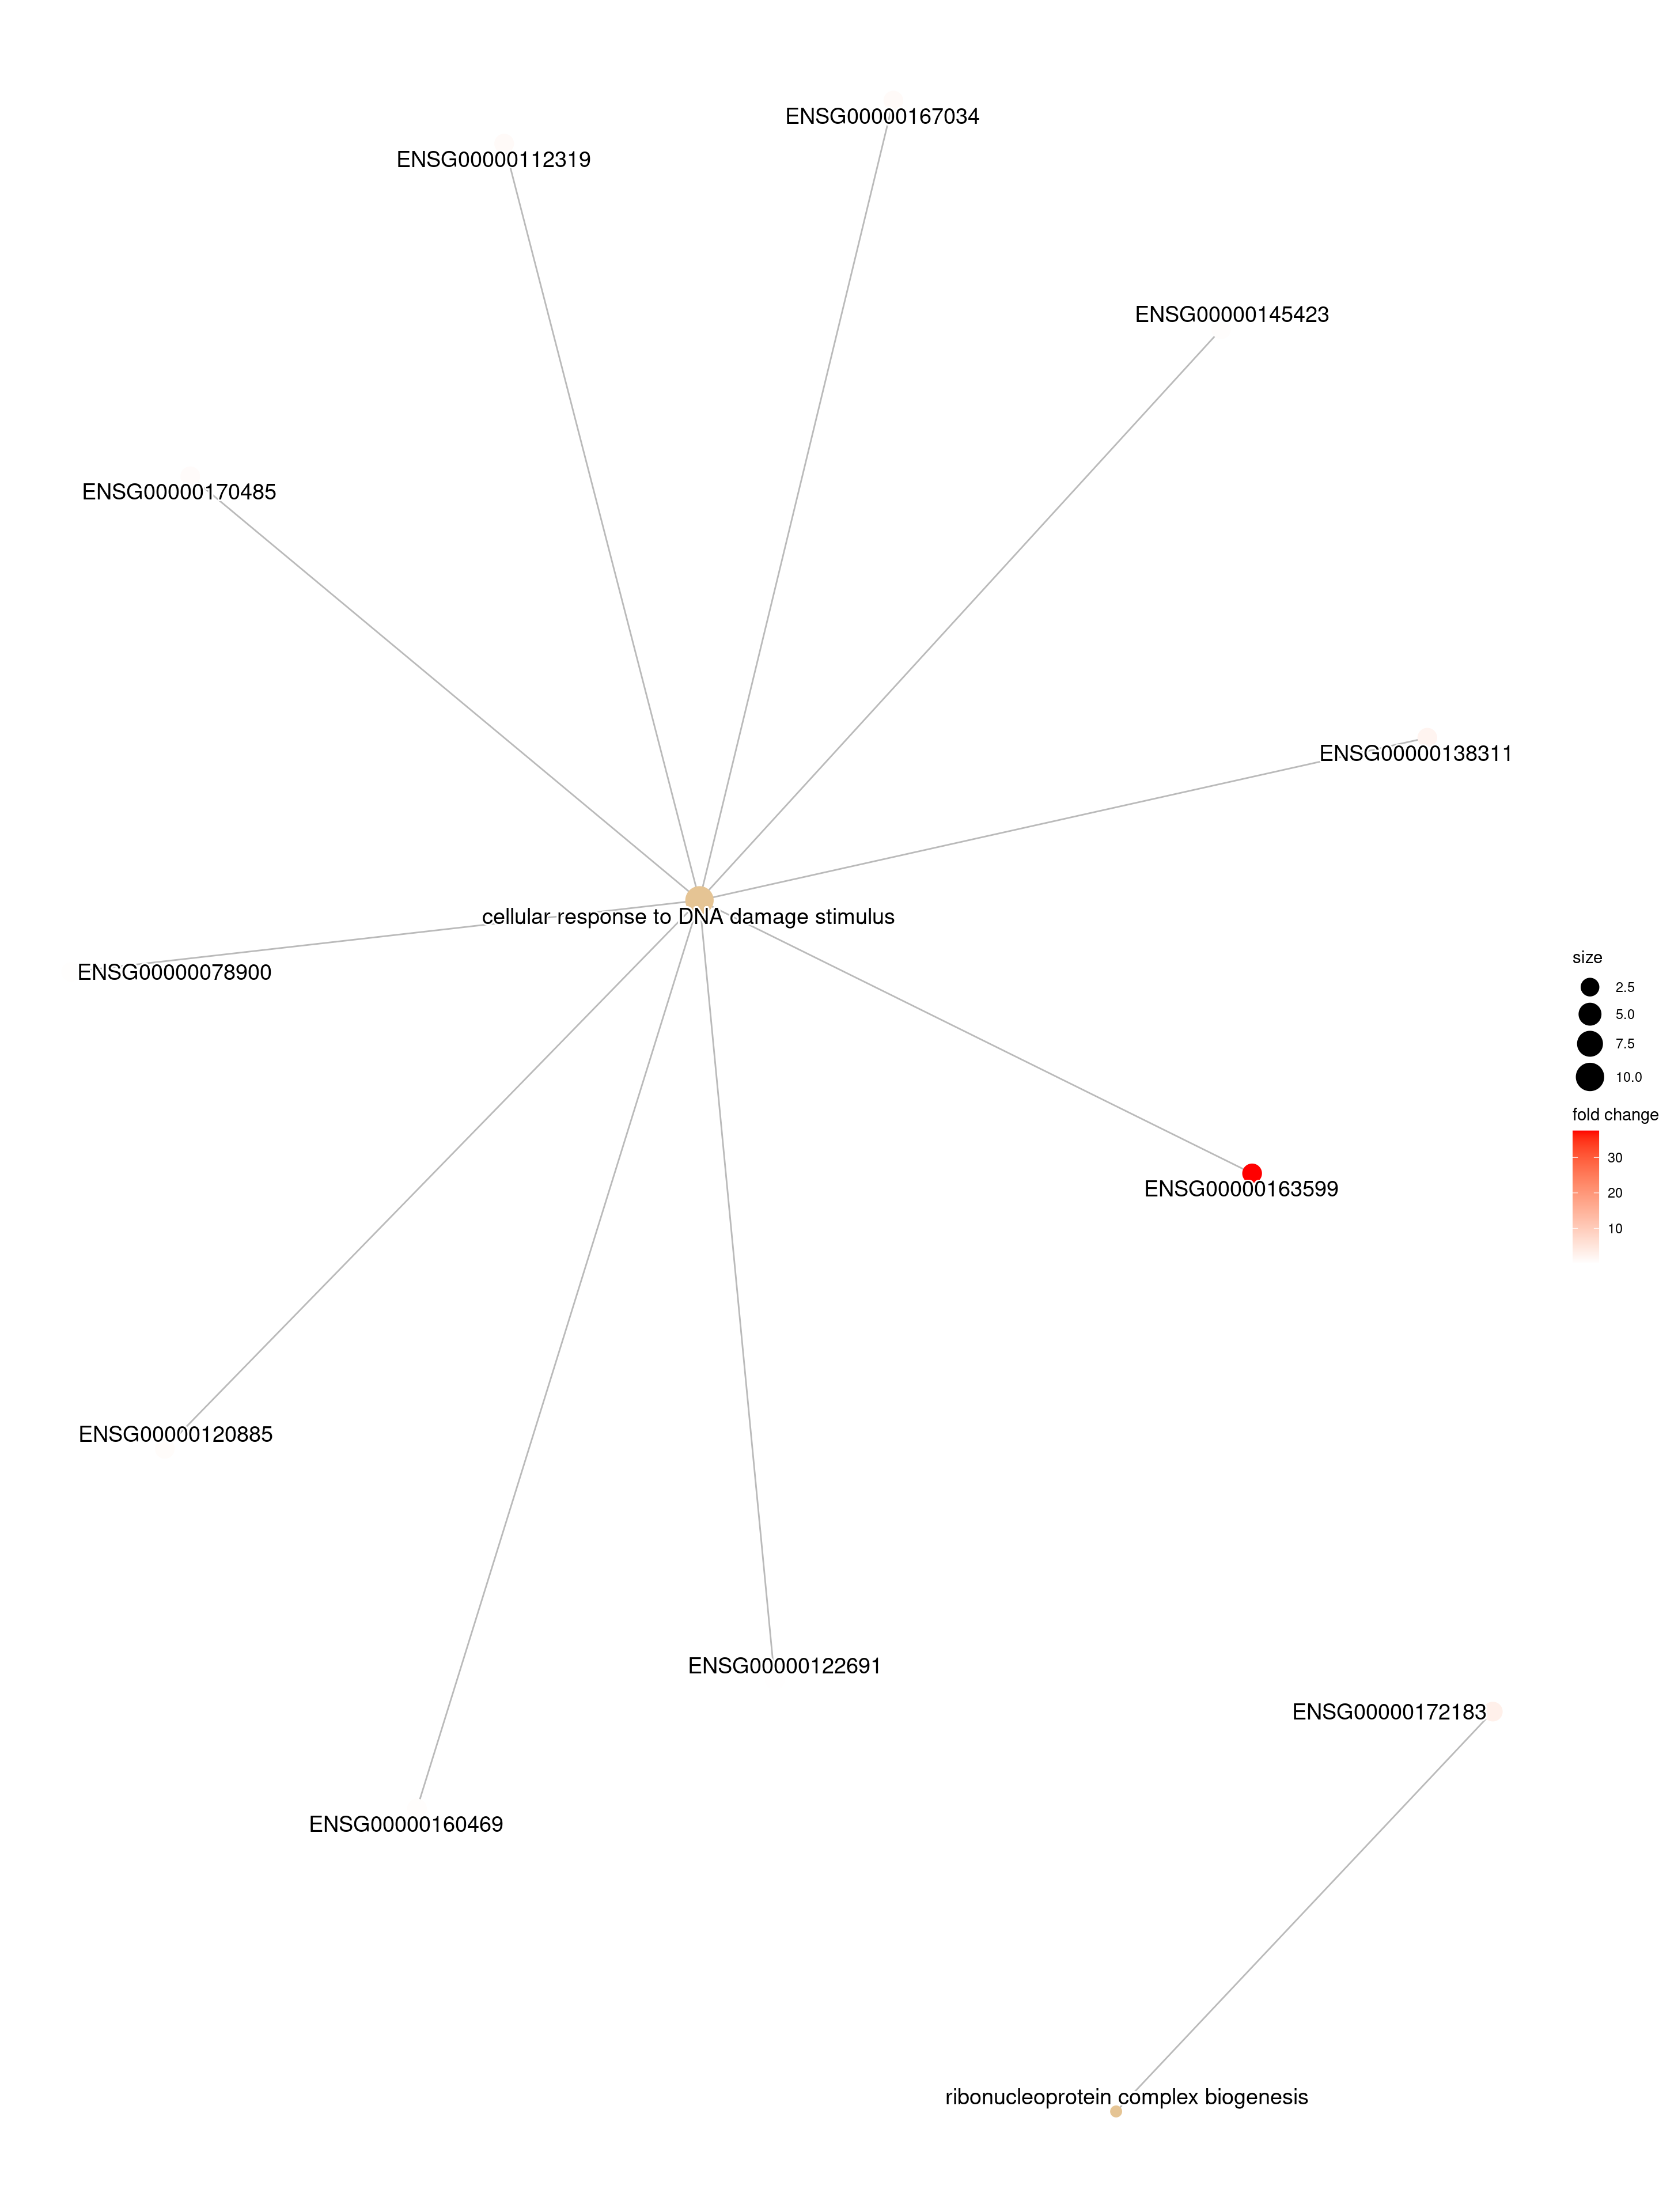 ENSG00000167034
ENSG00000112319
ENSG00000145423
ENSG00000170485
ENSG00000138311
cellular response to DNA damage stimulus
ENSG00000078900
ENSG00000163599
ENSG00000120885
ENSG00000122691
ENSG00000172183
ENSG00000160469
ribonucleoprotein complex biogenesis
size
2.5
5.0
7.5
10.0
fold change
30
20
10